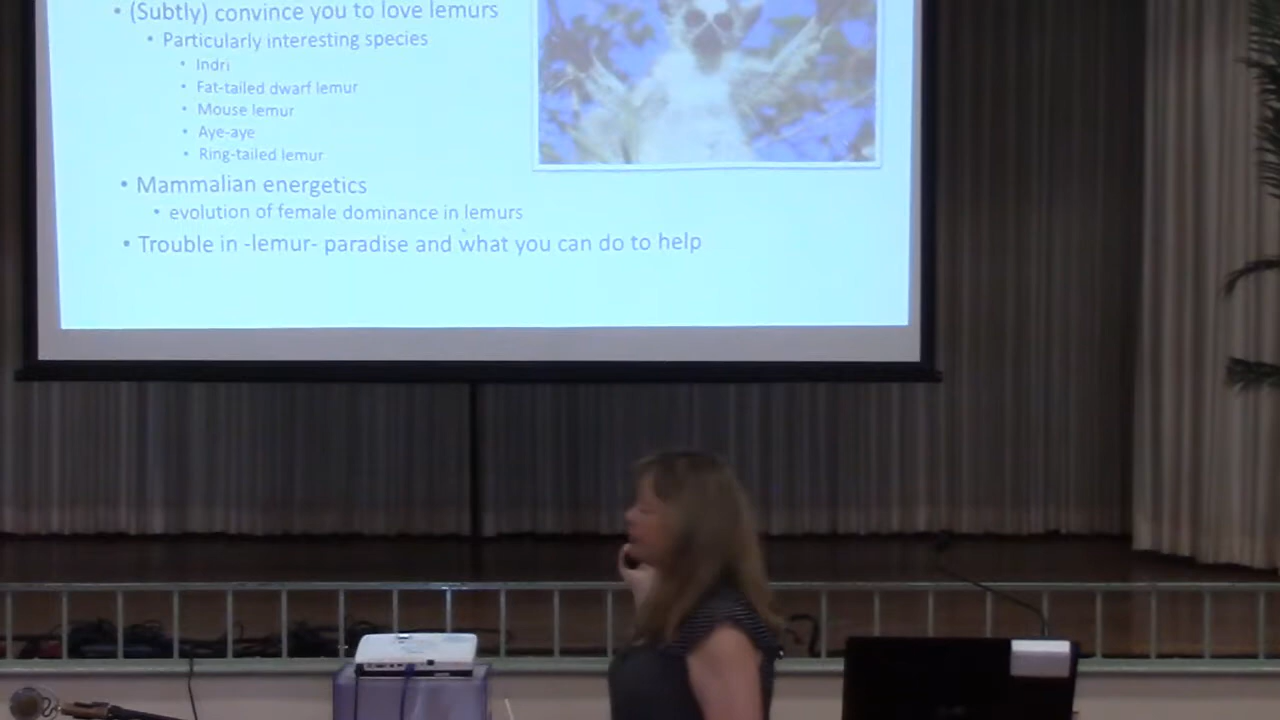 • (Subtly) convince you to love lemurs
• Particularly interesting species
• Indri
• Fat-tailed dwarf lemur
• Mouse lemur
• Aye-aye
• Ring-tailed lemur
• Mammalian energetics
• evolution of female dominance in lemurs
• Trouble in -lemur- paradise and what you can do to help